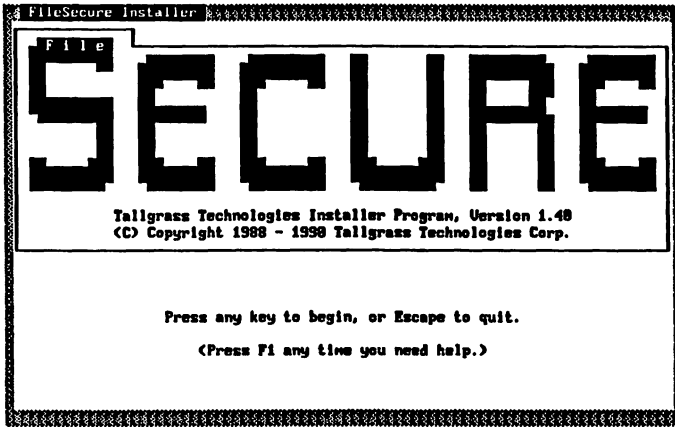 FileSecure Installer
File
SECURE
Tallgrass Technologies Installer Program, Version 1.40
(C) Copyright 1988 - 1990 Tallgrass Technologies Corp.
Press any key to begin, or Escape to quit.
(Press F1 any time you need help.)